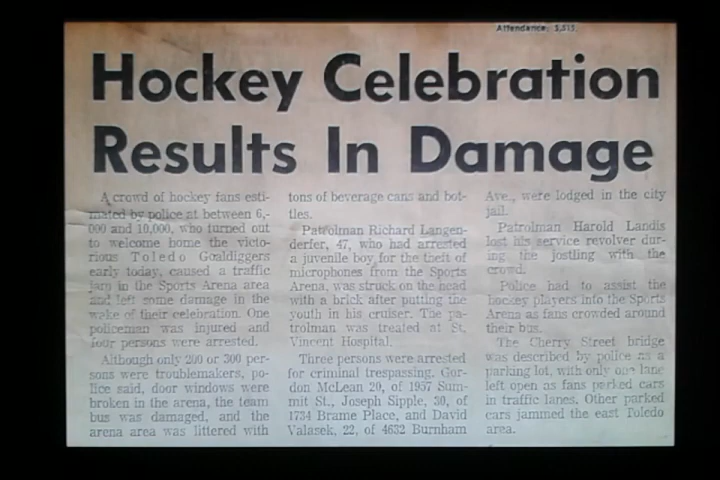 Attendance: 5,515.
Hockey Celebration
Results In Damage
A crowd of hockey fans esti-
mated by police at between 6,-
000 and 10,000, who turned out
to welcome home the victo-
rious Toledo Goaldiggers
early today, caused a traffic
jam in the Sports Arena area
and left some damage in the
wake of their celebration. One
policeman was injured and
four persons were arrested.
Although only 200 or 300 per-
sons were troublemakers, po-
lice said, door windows were
broken in the arena, the team
bus was damaged, and the
arena area was littered with
tons of beverage cans and bot-
tles.
Patrolman Richard Langen-
derfer, 47, who had arrested
a juvenile boy for the theft of
microphones from the Sports
Arena, was struck on the head
with a brick after putting the
youth in his cruiser. The pa-
trolman was treated at St.
Vincent Hospital.
Three persons were arrested
for criminal trespassing. Gor-
don McLean 20, of 1957 Sum-
mit St., Joseph Sipple, 30, of
1734 Brame Place, and David
Valasek, 22, of 4632 Burnham
Ave., were lodged in the city
jail.
Patrolman Harold Landis
lost his service revolver dur-
ing the jostling with the
crowd.
Police had to assist the
hockey players into the Sports
Arena as fans crowded around
their bus.
The Cherry Street bridge
was described by police as a
parking lot, with only one lane
left open as fans parked cars
in traffic lanes. Other parked
cars jammed the east Toledo
area.